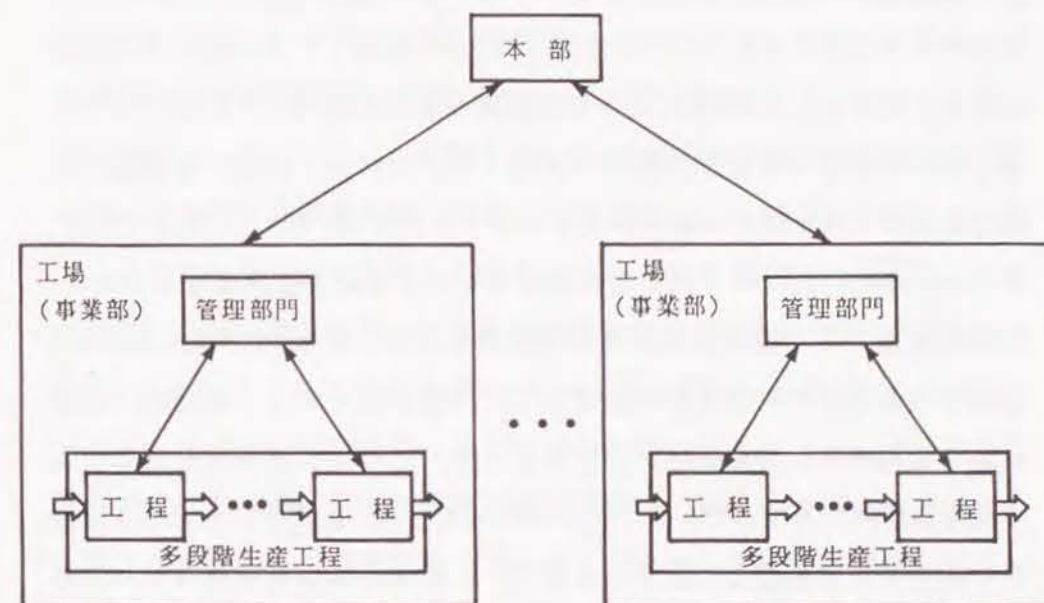 本部
工場
(事業部)
管理部門
工程
工程
多段階生産工程
工場
(事業部)
管理部門
工程
工程
多段階生産工程